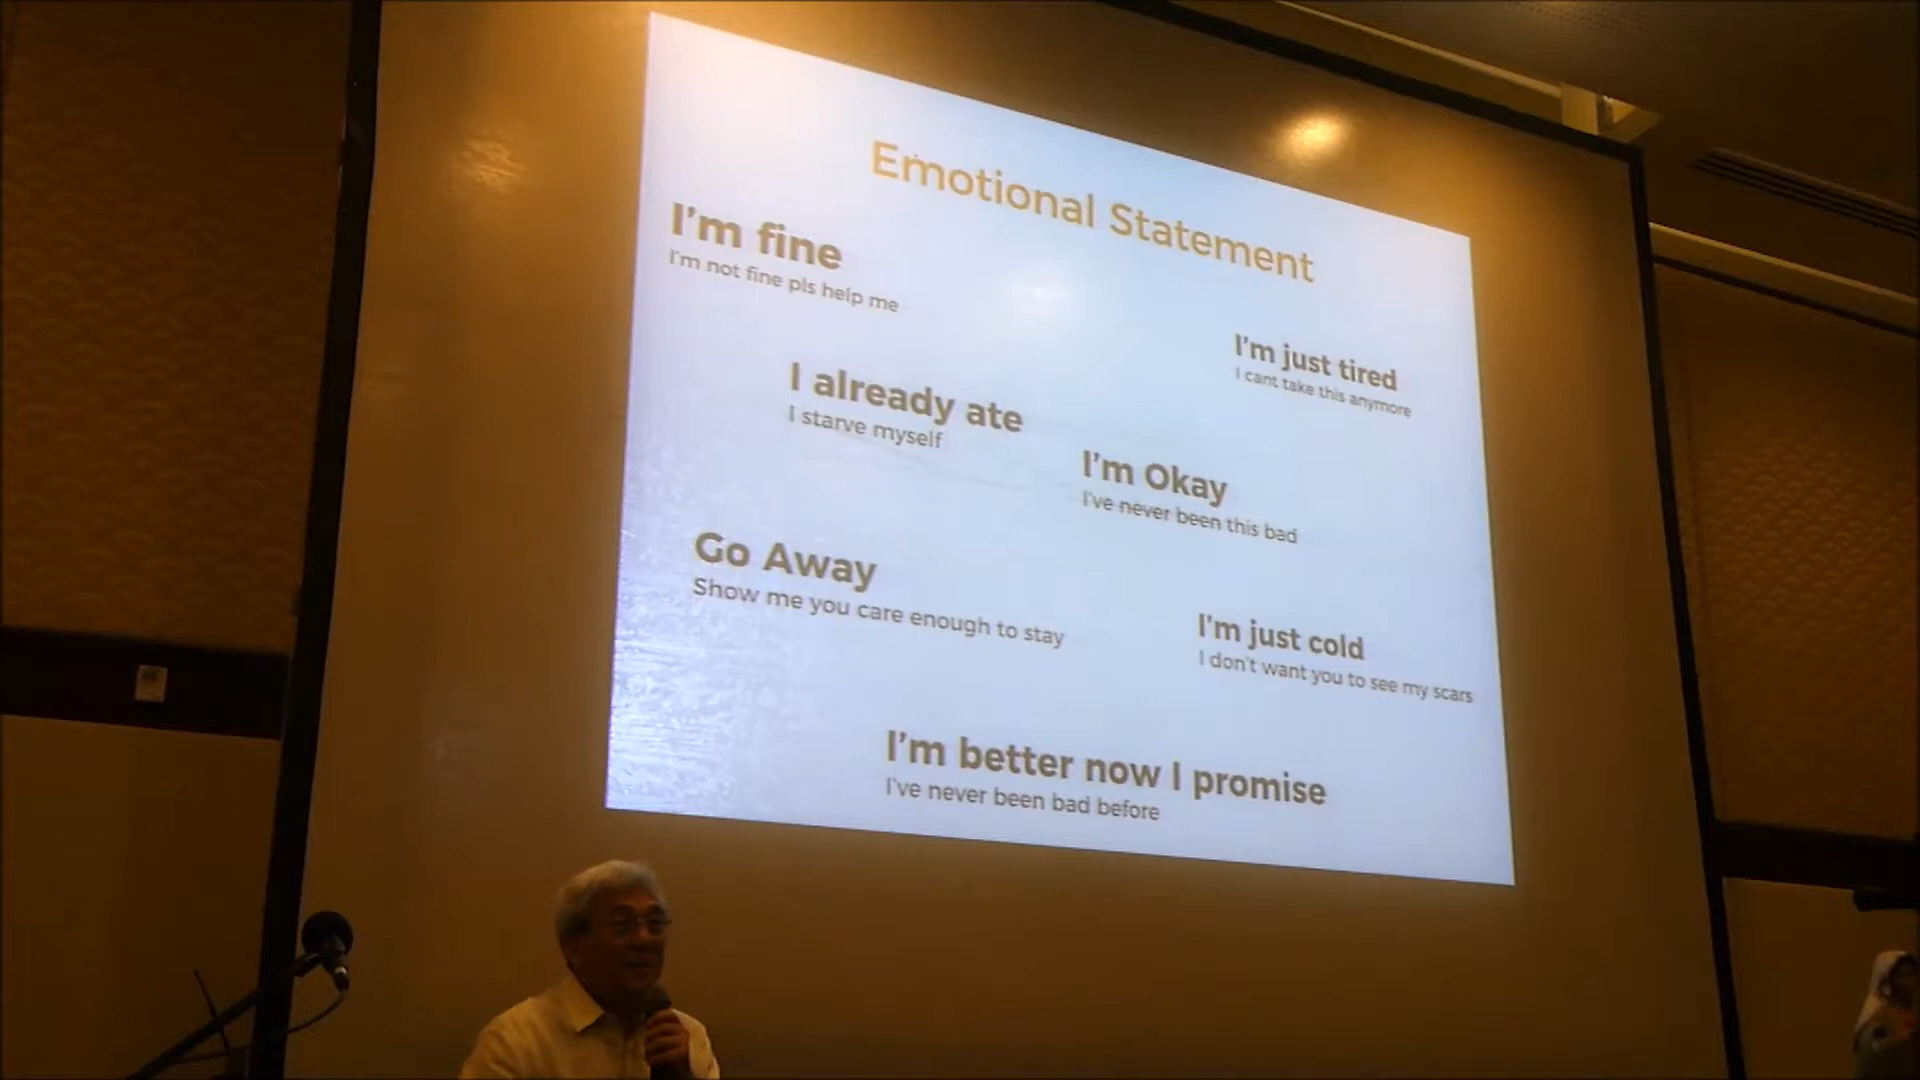 Emotional Statement
I'm fine
I'm not fine pls help me
I'm just tired
I cant take this anymore
I already ate
I starve myself
I'm Okay
I've never been this bad
Go Away
Show me you care enough to stay
I'm just cold
I don't want you to see my scars
I'm better now I promise
I've never been bad before